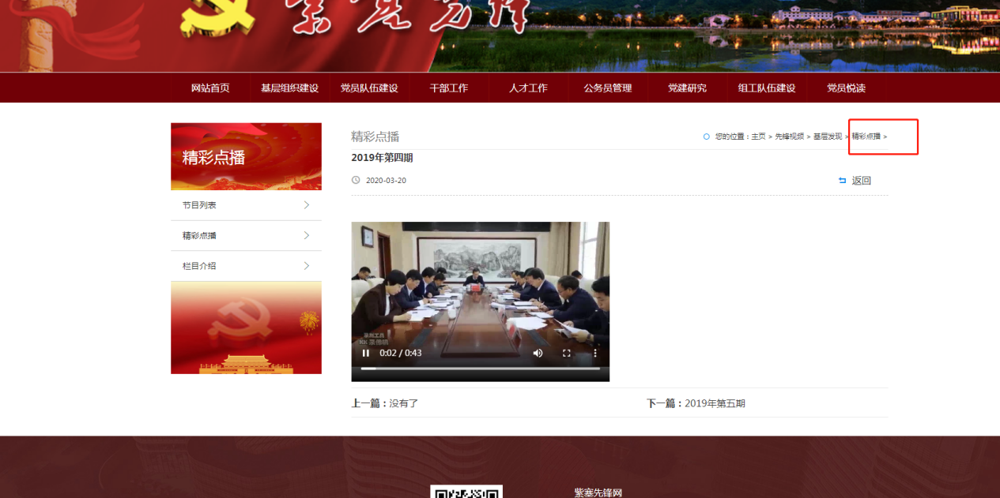 网站首页 基层组织建设 党员队伍建设 干部工作 人才工作 公务员管理 党建研究 组工队伍建设 党员悦读
精彩点播
节目列表
精彩点播
栏目介绍
精彩点播
您的位置：主页 > 先锋视频 > 基层发现 > 精彩点播 >
2019年第四期
2020-03-20
返回
0:02 / 0:43
上一篇：没有了
下一篇：2019年第五期
紫塞先锋网